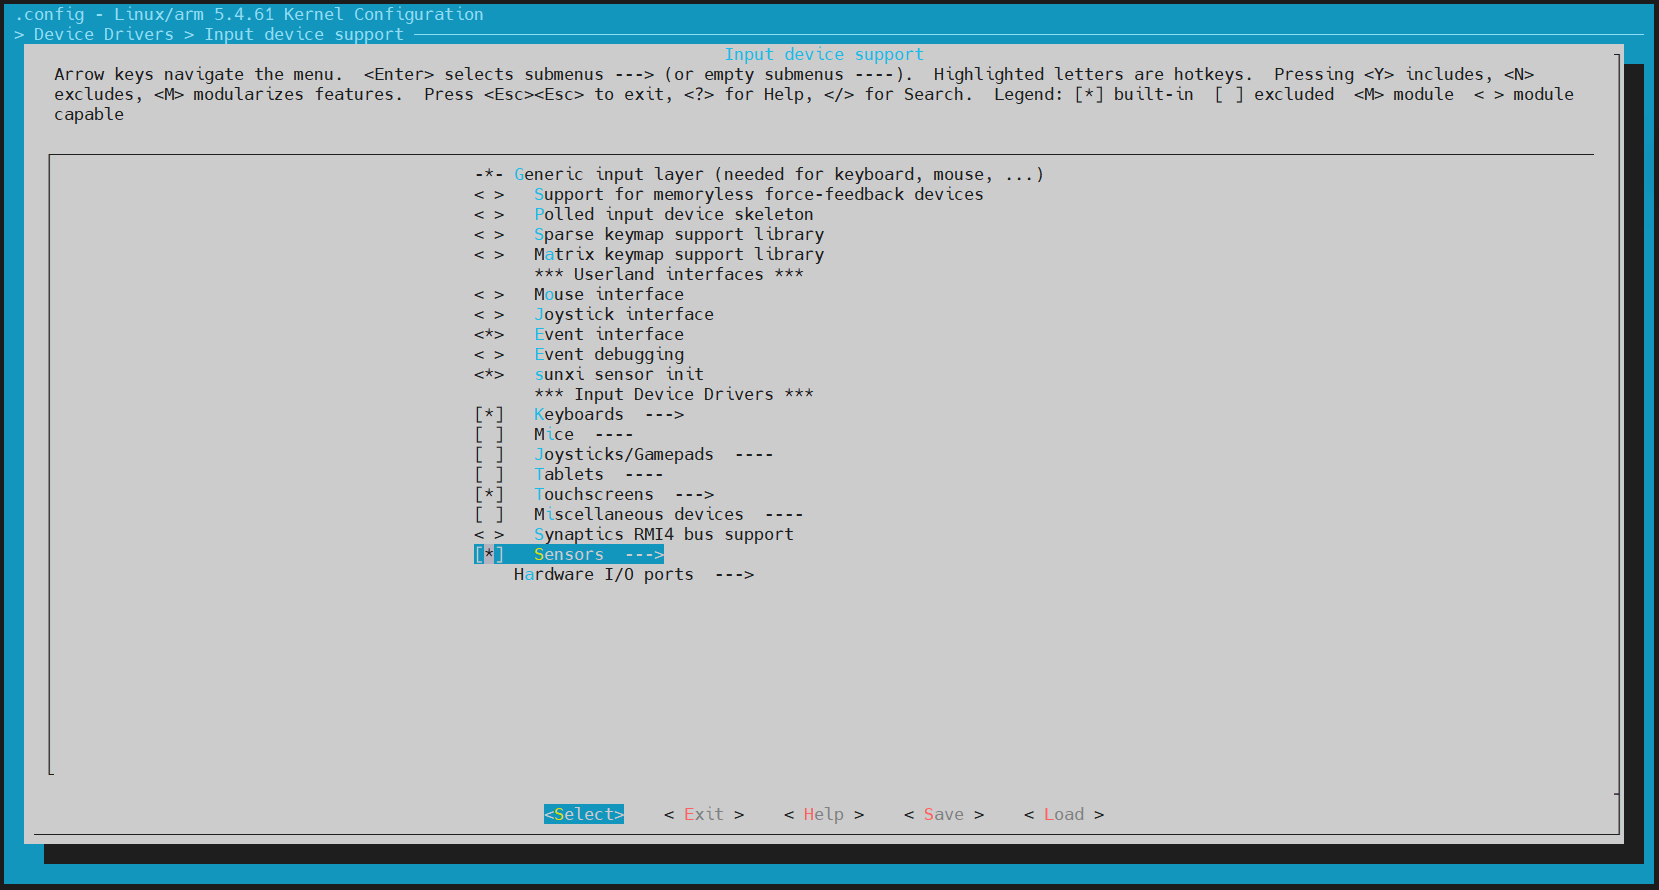 .config - Linux/arm 5.4.61 Kernel Configuration
> Device Drivers > Input device support
Input device support
Arrow keys navigate the menu.  <Enter> selects submenus ---> (or empty submenus ----).  Highlighted letters are hotkeys.  Pressing <Y> includes, <N>
excludes, <M> modularizes features.  Press <Esc><Esc> to exit, <?> for Help, </> for Search.  Legend: [*] built-in  [ ] excluded  <M> module  < > module
capable
-*- Generic input layer (needed for keyboard, mouse, ...)
< >   Support for memoryless force-feedback devices
< >   Polled input device skeleton
< >   Sparse keymap support library
< >   Matrix keymap support library
*** Userland interfaces ***
< >   Mouse interface
< >   Joystick interface
<*>   Event interface
< >   Event debugging
<*>   sunxi sensor init
*** Input Device Drivers ***
[*]   Keyboards  --->
[ ]   Mice  ----
[ ]   Joysticks/Gamepads  ----
[ ]   Tablets  ----
[*]   Touchscreens  --->
[ ]   Miscellaneous devices  ----
< >   Synaptics RMI4 bus support
[*]   Sensors  --->
Hardware I/O ports  --->
<Select>    < Exit >    < Help >    < Save >    < Load >